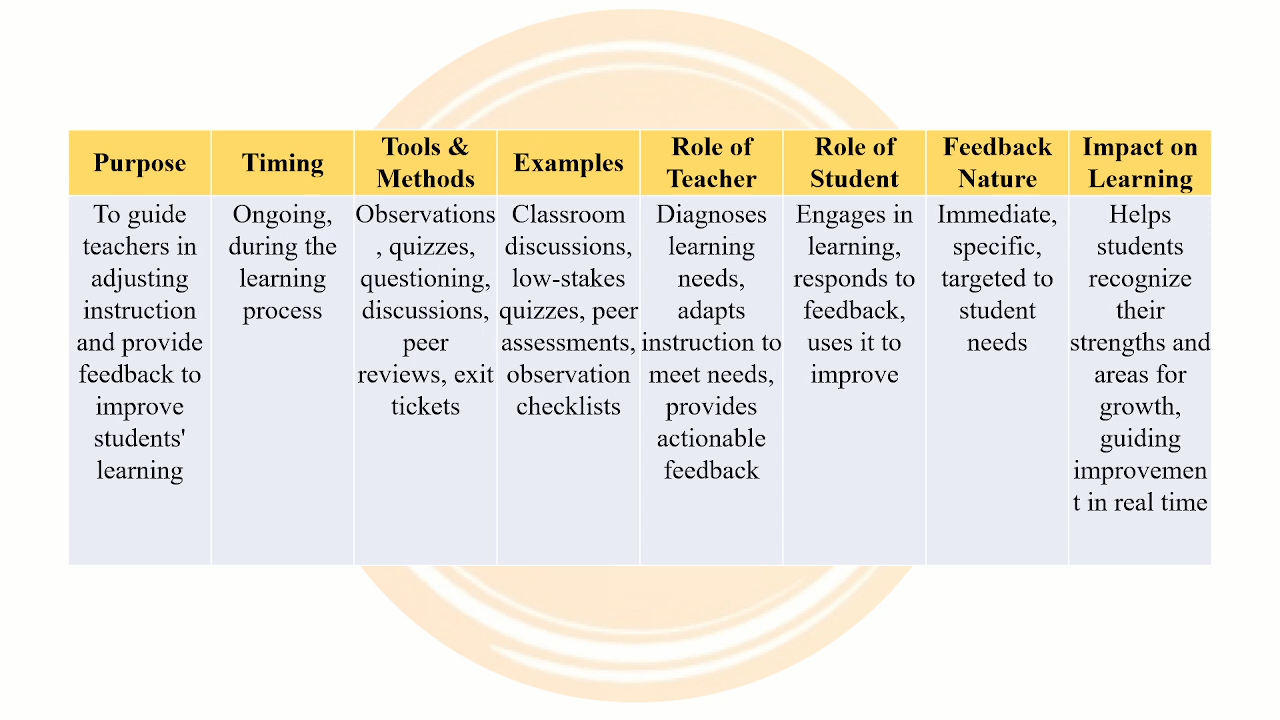 Purpose
Timing
Tools &
Methods
Examples
Role of
Teacher
Role of
Student
Feedback
Nature
Impact on
Learning
To guide
teachers in
adjusting
instruction
and provide
feedback to
improve
students'
learning
Ongoing,
during the
learning
process
Observations
, quizzes,
questioning,
discussions,
peer
reviews, exit
tickets
Classroom
discussions,
low-stakes
quizzes, peer
assessments,
observation
checklists
Diagnoses
learning
needs,
adapts
instruction to
meet needs,
provides
actionable
feedback
Engages in
learning,
responds to
feedback,
uses it to
improve
Immediate,
specific,
targeted to
student
needs
Helps
students
recognize
their
strengths and
areas for
growth,
guiding
improvemen
t in real time